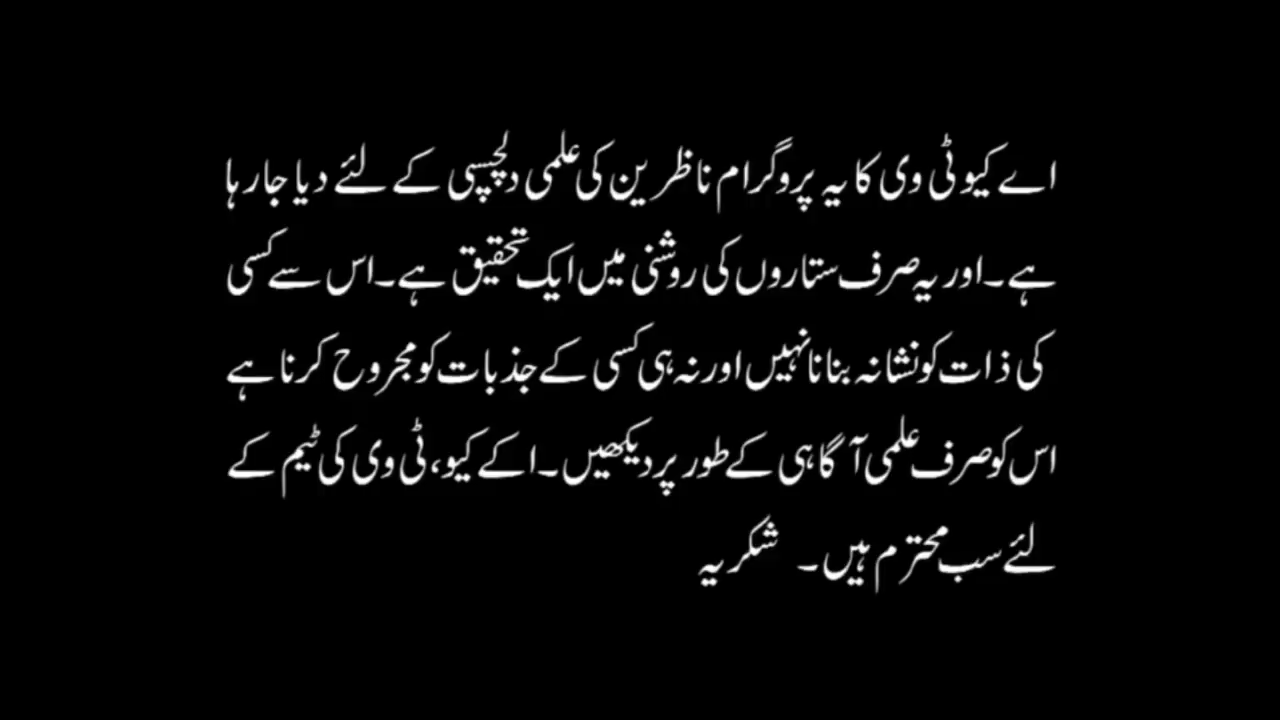 اے کیو ٹی وی کا یہ پروگرام ناظرین کی علمی دلچسپی کے لئے دیا جا رہا
ہے۔ اور یہ صرف ستاروں کی روشنی میں ایک تحقیق ہے۔ اس سے کسی
کی ذات کو نشانہ بنانا نہیں اور نہ ہی کسی کے جذبات کو مجروح کرنا ہے
اس کو صرف علمی آگاہی کے طور پر دیکھیں۔ اکے کیو، ٹی وی کی ٹیم کے
لئے سب محترم ہیں۔ شکریہ